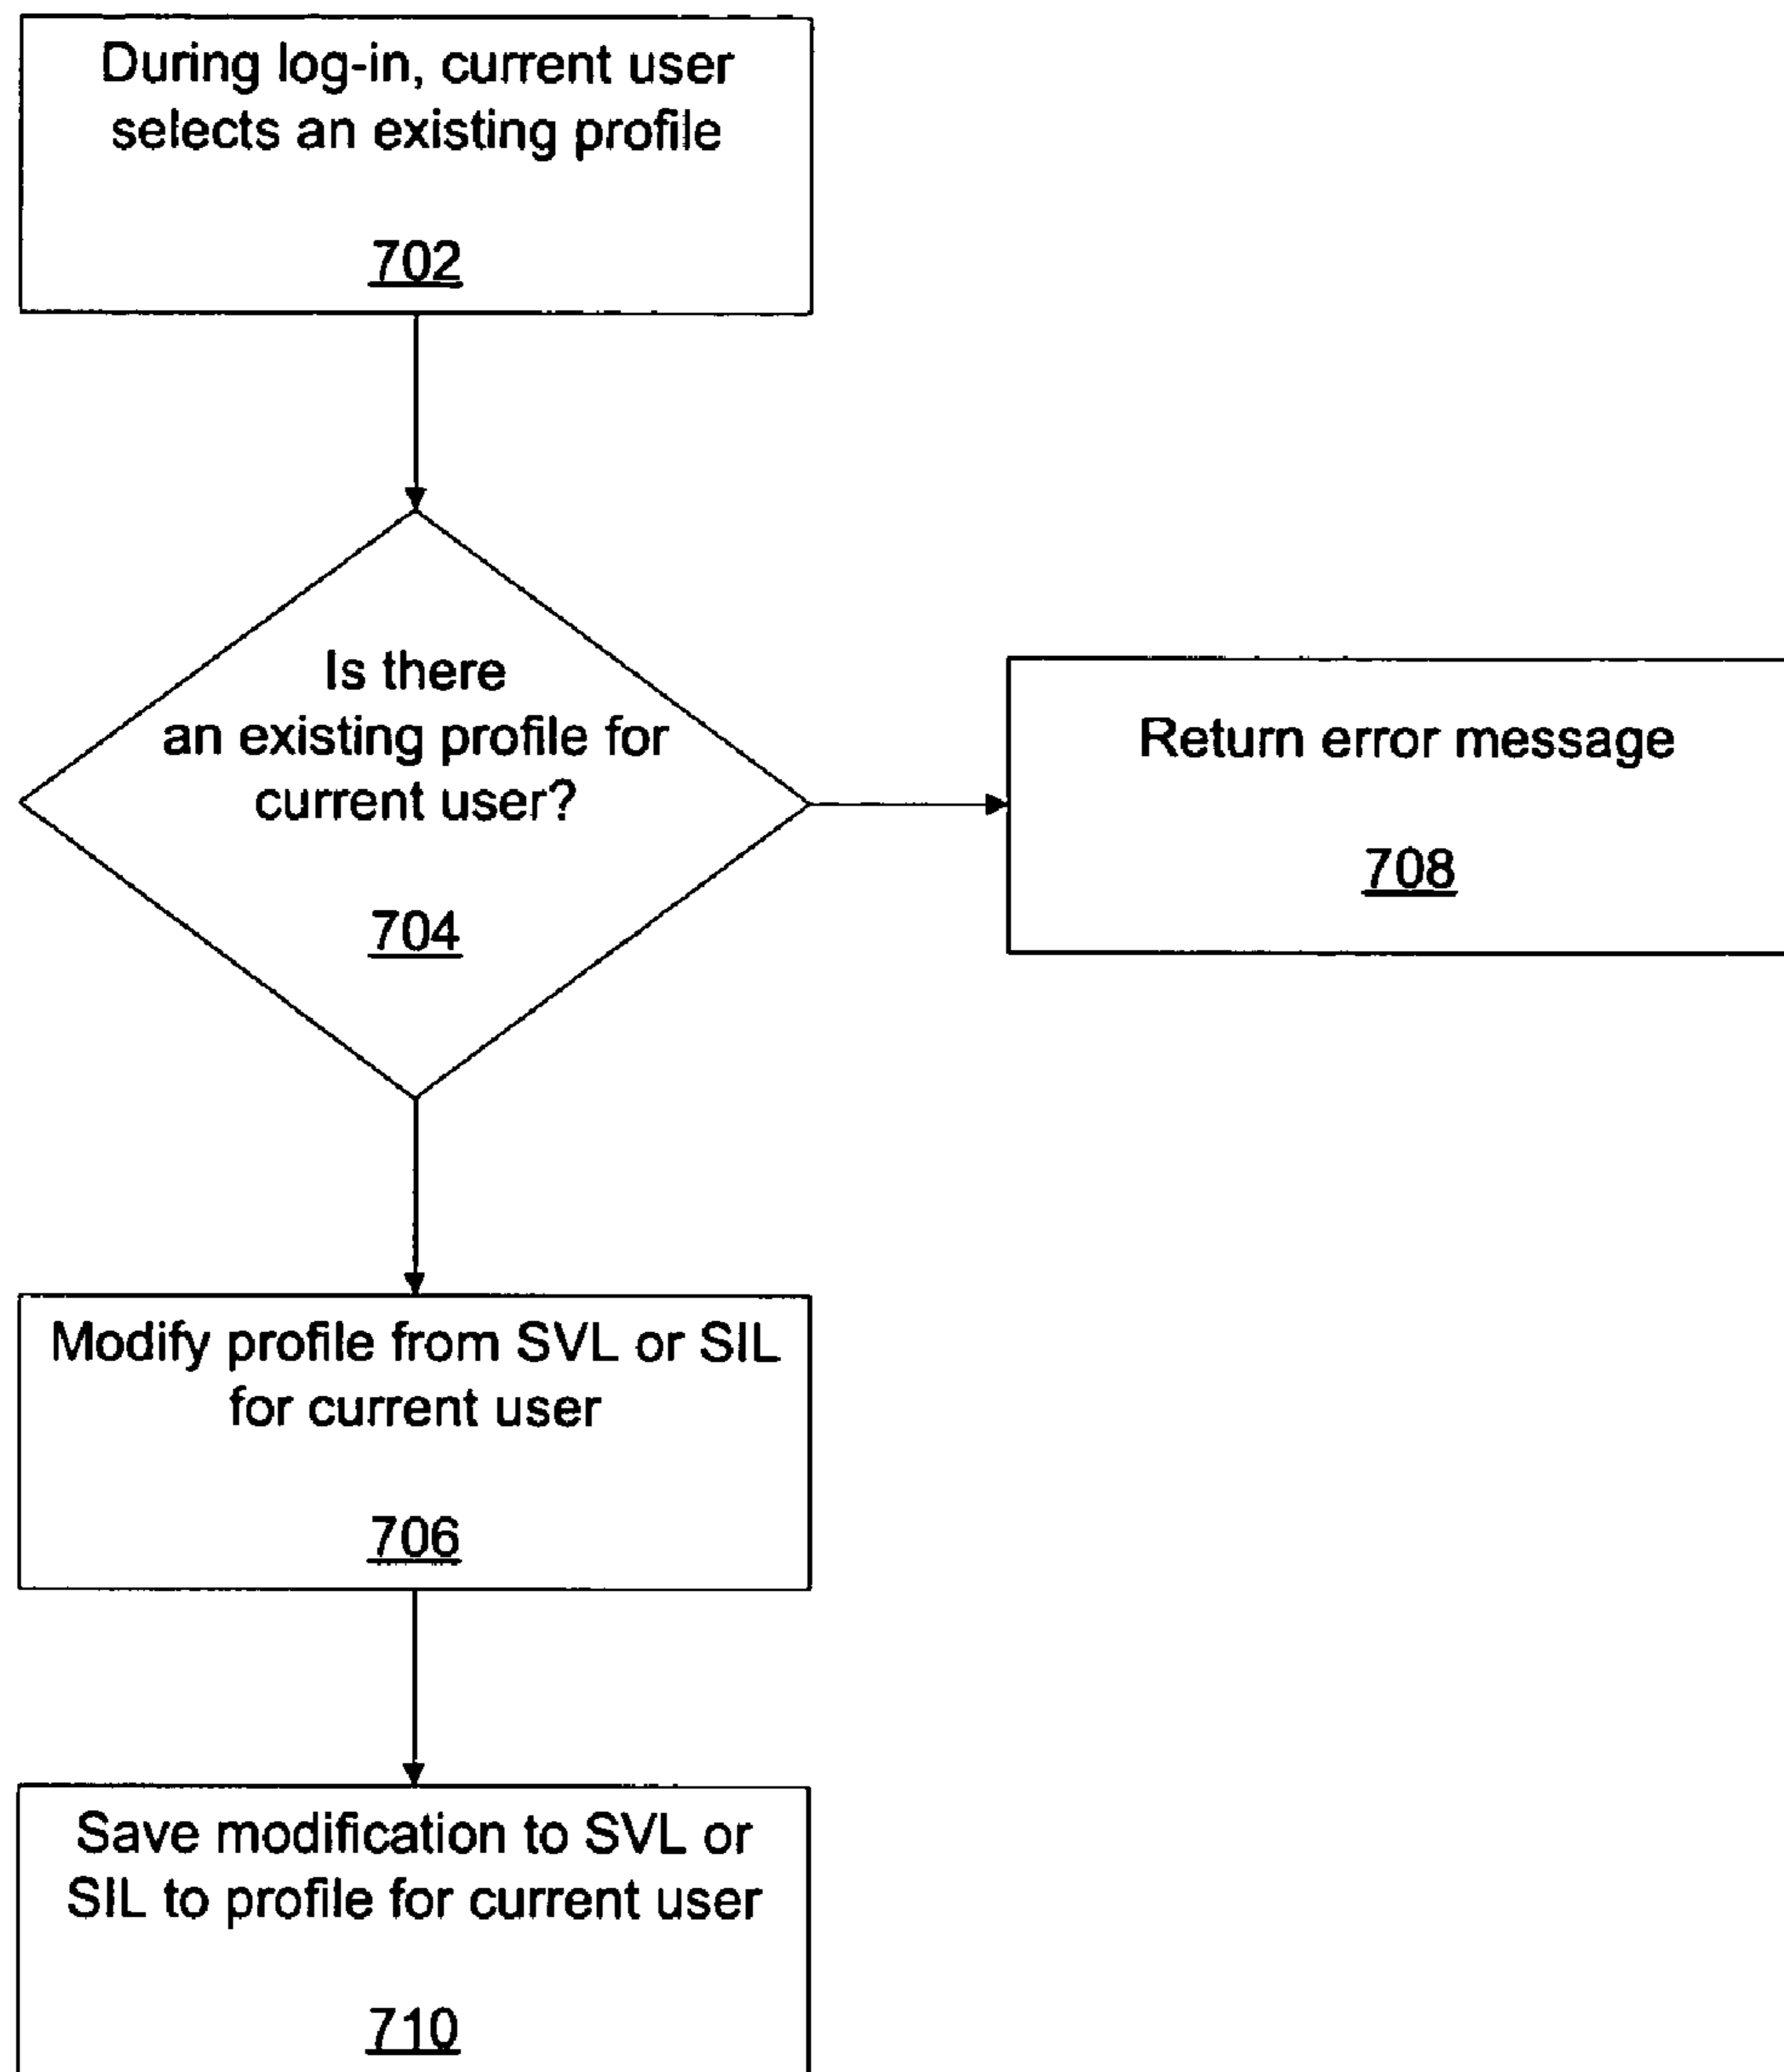 During log-in, current user
selects an existing profile
702
Is there
an existing profile for
current user?
704
Return error message
708
Modify profile from SVL or SIL
for current user
706
Save modification to SVL or
SIL to profile for current user
710